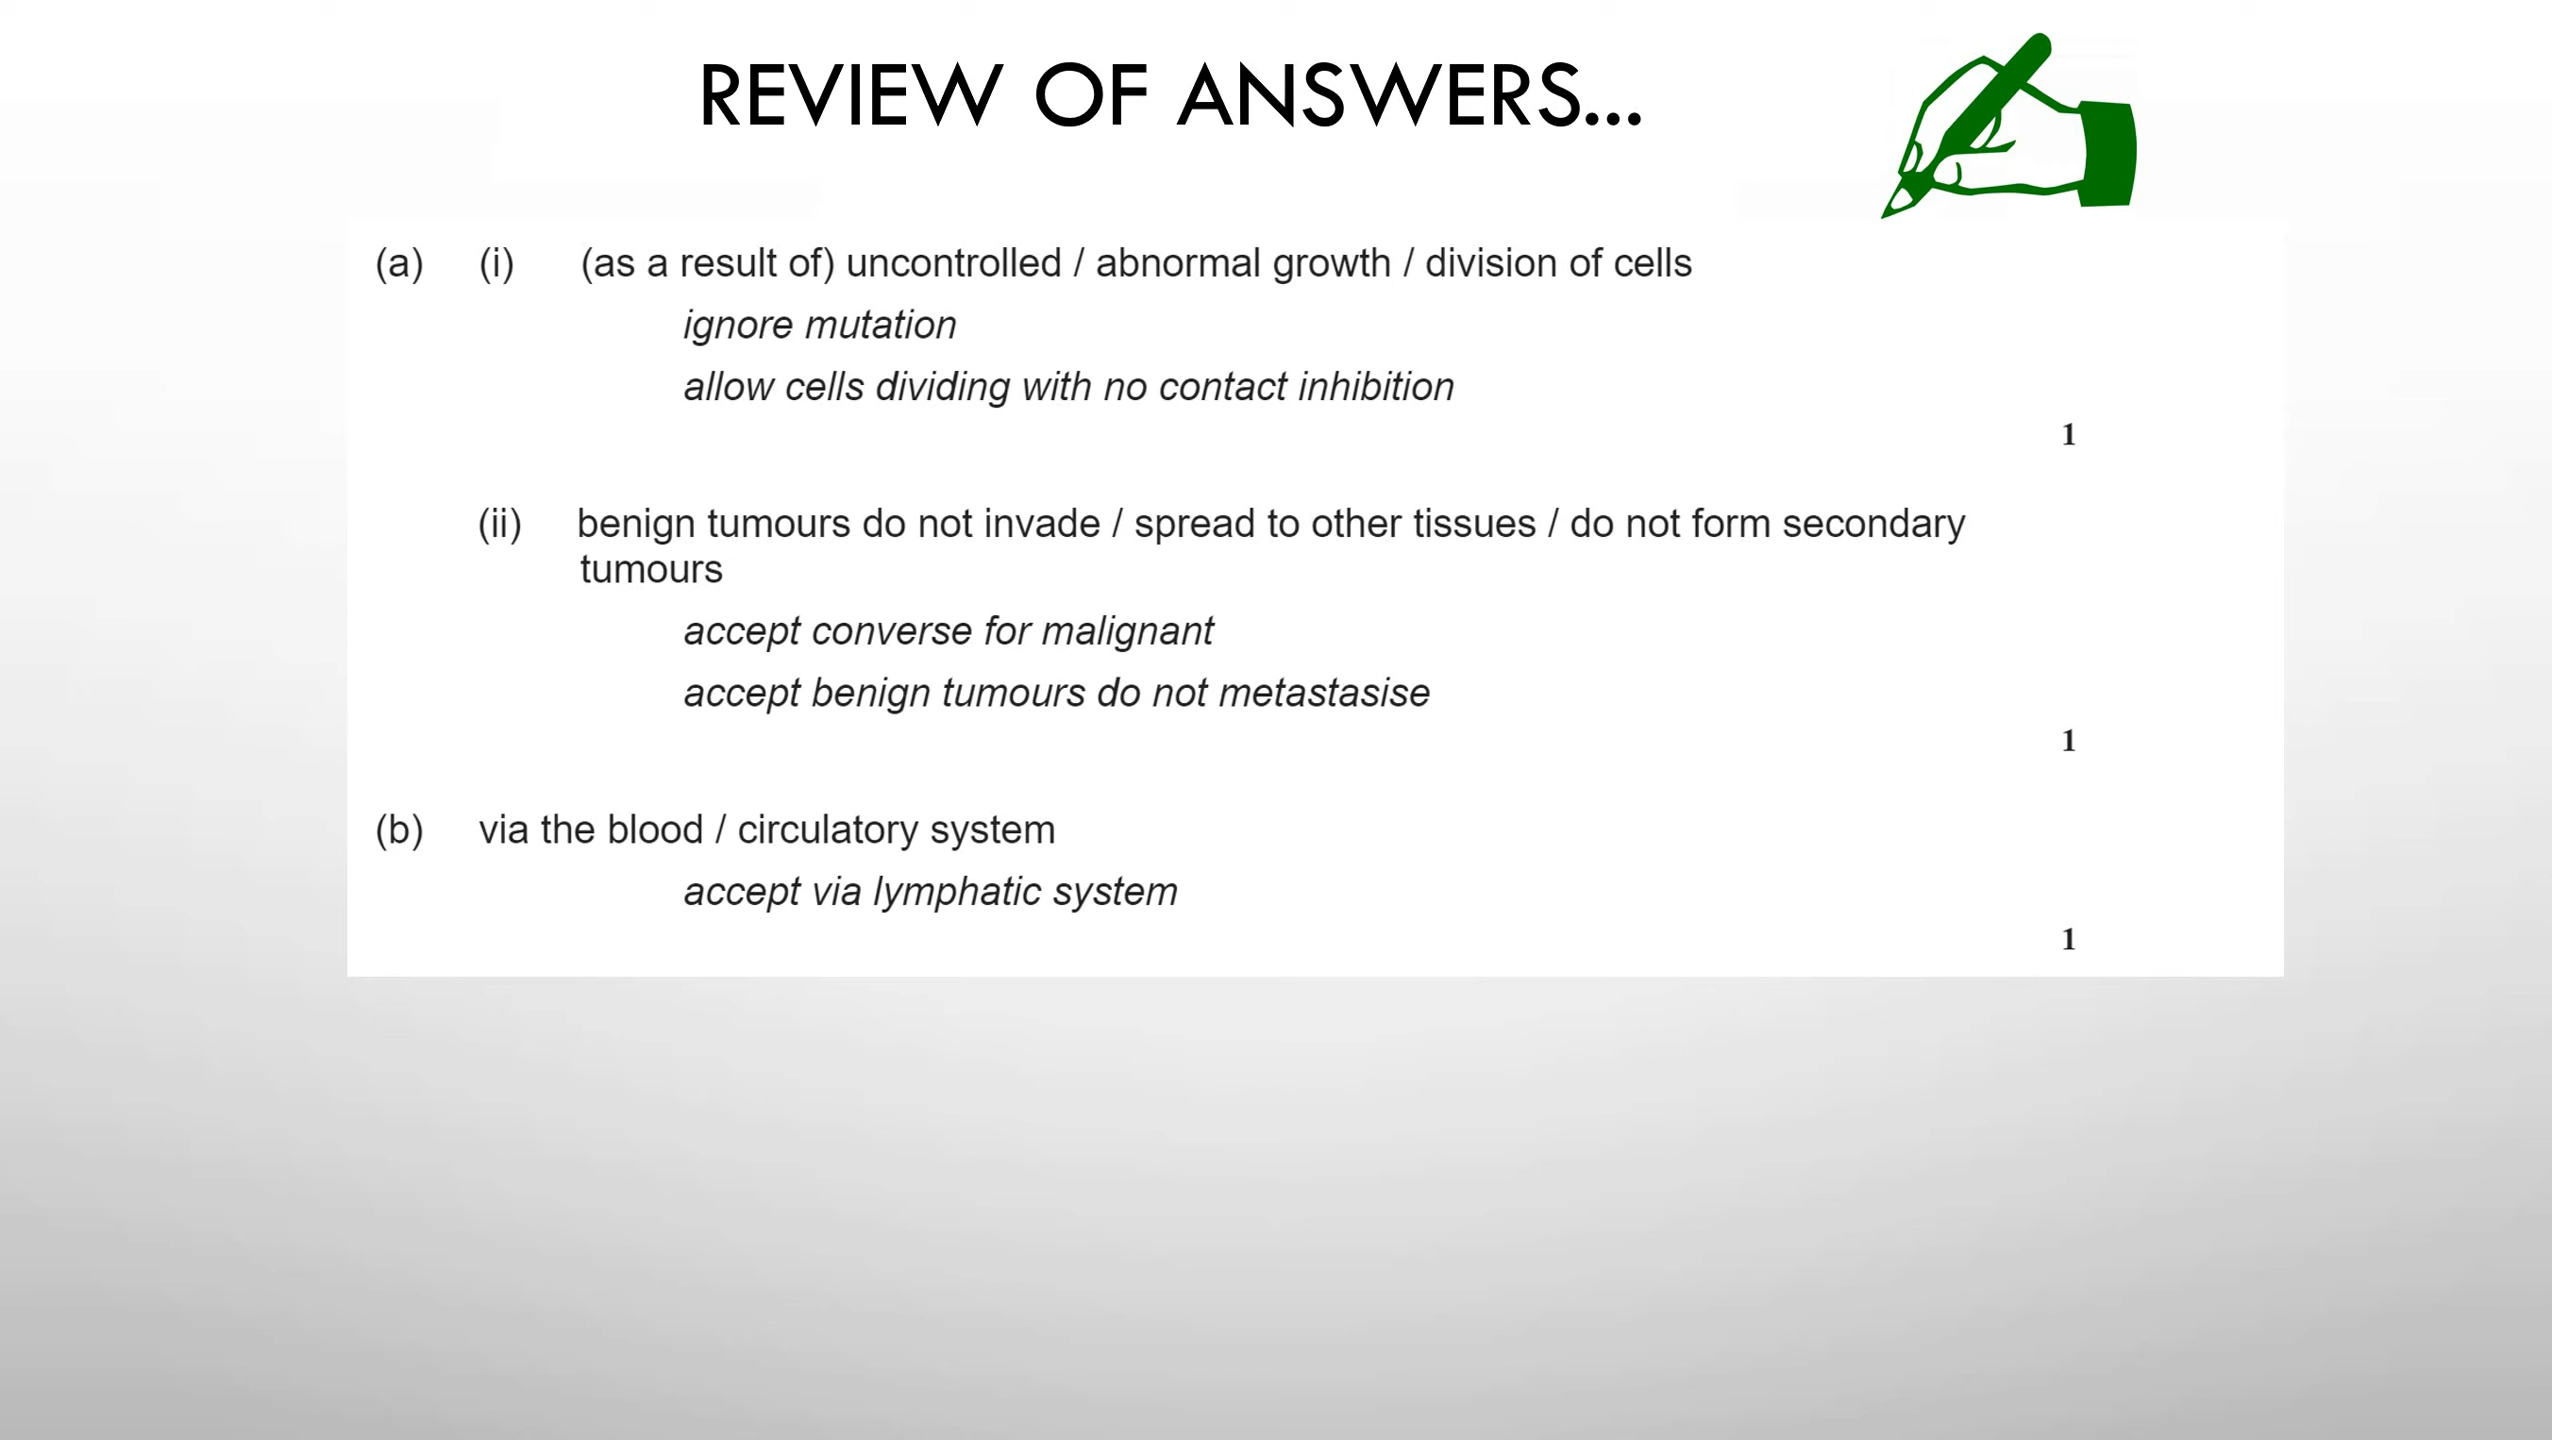 REVIEW OF ANSWERS...
(a) (i) (as a result of) uncontrolled / abnormal growth / division of cells
ignore mutation
allow cells dividing with no contact inhibition
1
(ii) benign tumours do not invade / spread to other tissues / do not form secondary
tumours
accept converse for malignant
accept benign tumours do not metastasise
1
(b) via the blood / circulatory system
accept via lymphatic system
1